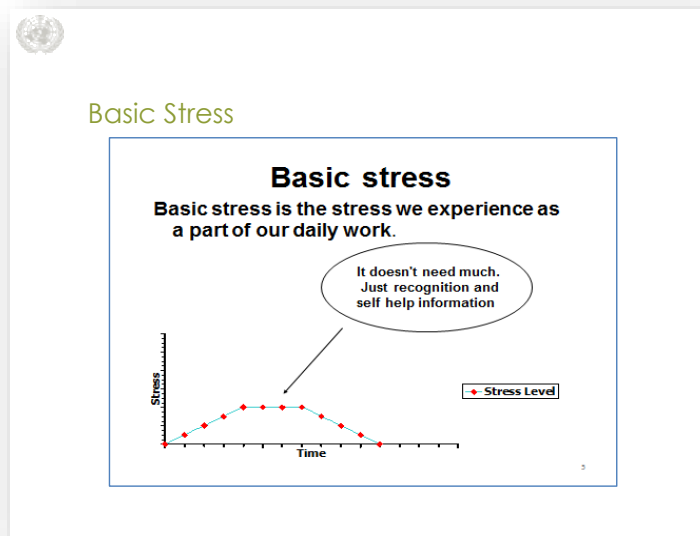 Basic Stress
Basic stress
Basic stress is the stress we experience as
a part of our daily work.
It doesn't need much.
Just recognition and
self help information
Stress
Stress Level
Time
5